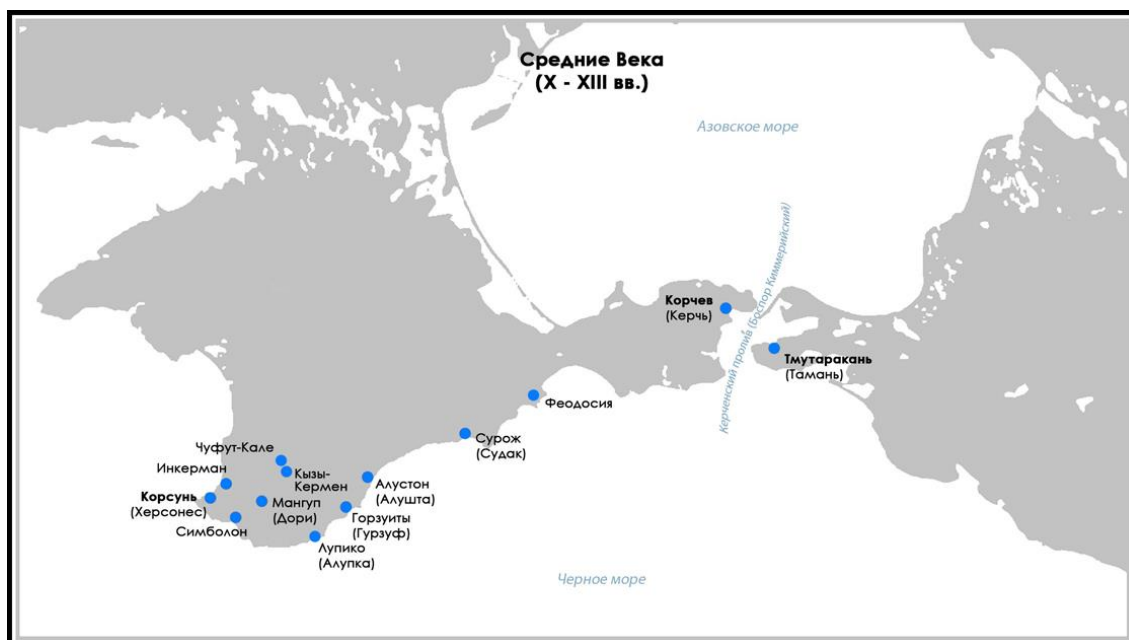 Средние Века
(X - XIII вв.)
Азовское море
Керченский пролив (Боспор Киммерийский)
Корчев
(Керчь)
Тмутаракань
(Тамань)
Феодосия
Сурож
(Судак)
Чуфут-Кале
Кызы-
Кермен
Инкерман
Алустон
(Алушта)
Корсунь
(Херсонес)
Мангуп
(Дори)
Горзуиты
(Гурзуф)
Симболон
Лупико
(Алупка)
Черное море